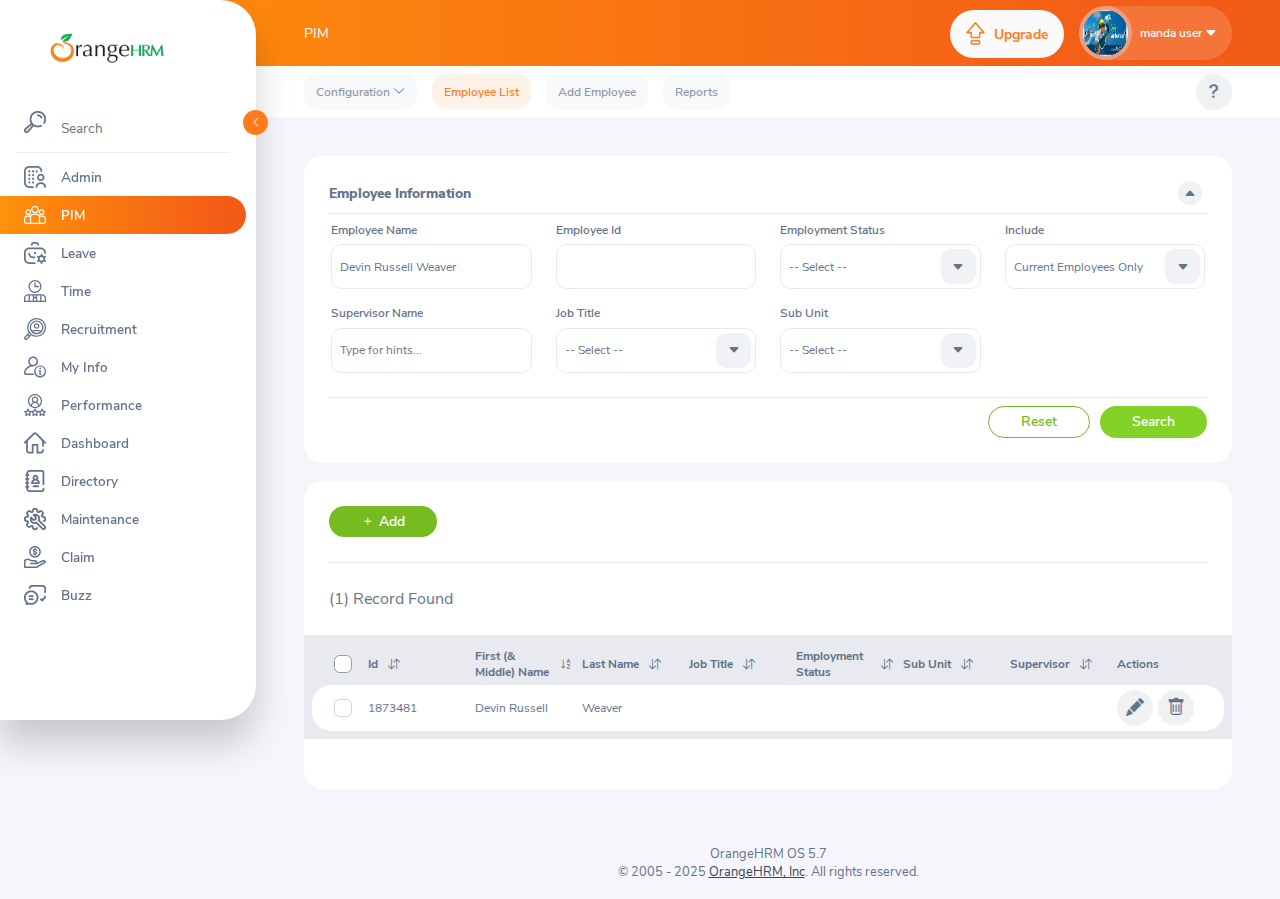 OrangeHRM
PIM
Upgrade
manda user
Configuration
Employee List
Add Employee
Reports
?
Search
Admin
PIM
Leave
Time
Recruitment
My Info
Performance
Dashboard
Directory
Maintenance
Claim
Buzz
Employee Information
Employee Name
Employee Id
Employment Status
Include
Devin Russell Weaver
-- Select --
Current Employees Only
Supervisor Name
Job Title
Sub Unit
Type for hints...
-- Select --
-- Select --
Reset
Search
+ Add
(1) Record Found
Id
First (& Middle) Name
Last Name
Job Title
Employment Status
Sub Unit
Supervisor
Actions
1873481
Devin Russell
Weaver
OrangeHRM OS 5.7
© 2005 - 2025 OrangeHRM, Inc. All rights reserved.